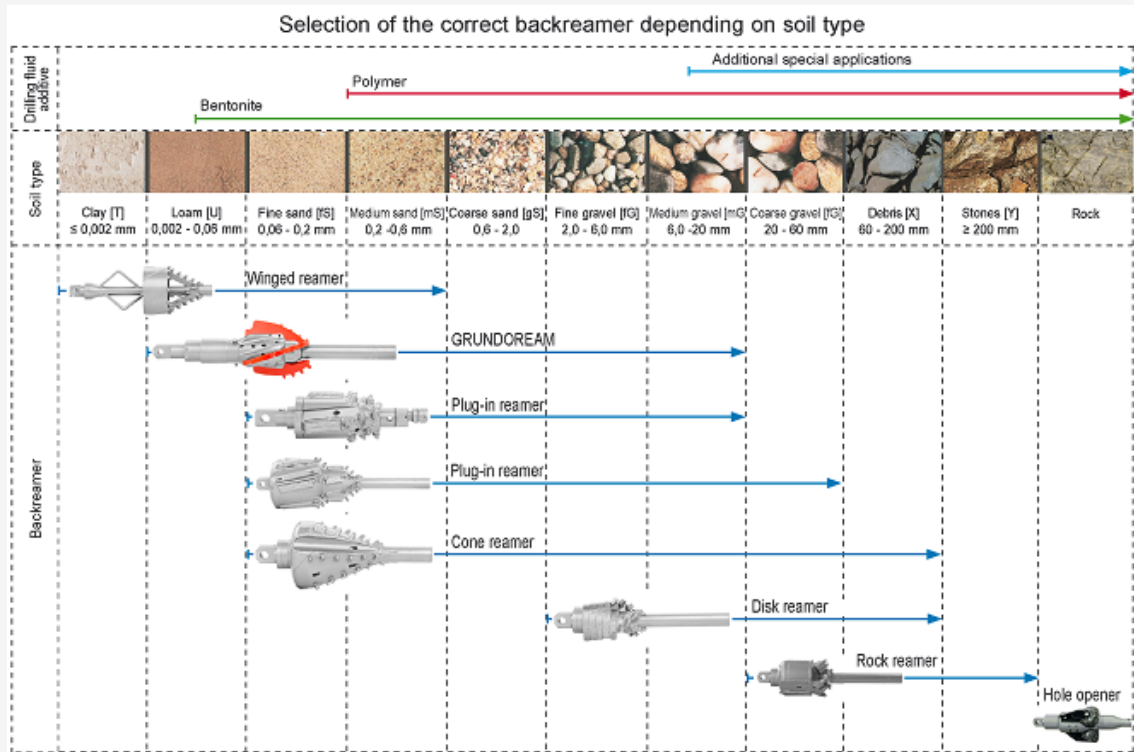 Selection of the correct backreamer depending on soil type
Drilling fluid
additive
Additional special applications
Polymer
Bentonite
Soil type
Clay [T]
≤ 0,002 mm
Loam [U]
0,002 - 0,06 mm
Fine sand [fS]
0,06 - 0,2 mm
Medium sand [mS]
0,2 -0,6 mm
Coarse sand [gS]
0,6 - 2,0
Fine gravel [fG]
2,0 - 6,0 mm
Medium gravel [mG]
6,0 -20 mm
Coarse gravel [fG]
20 - 60 mm
Debris [X]
60 - 200 mm
Stones [Y]
≥ 200 mm
Rock
Backreamer
Winged reamer
GRUNDOREAM
Plug-in reamer
Plug-in reamer
Cone reamer
Disk reamer
Rock reamer
Hole opener